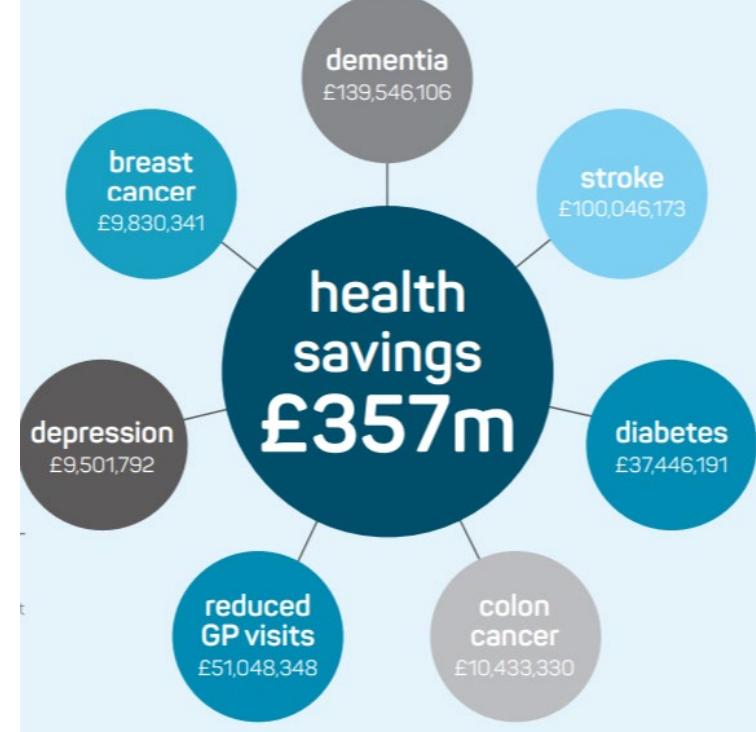 dementia
£139,546,106
breast
cancer
£9,830,341
stroke
£100,046,173
health
savings
£357m
depression
£9,501,792
diabetes
£37,446,191
reduced
GP visits
£51,048,348
colon
cancer
£10,433,330
t